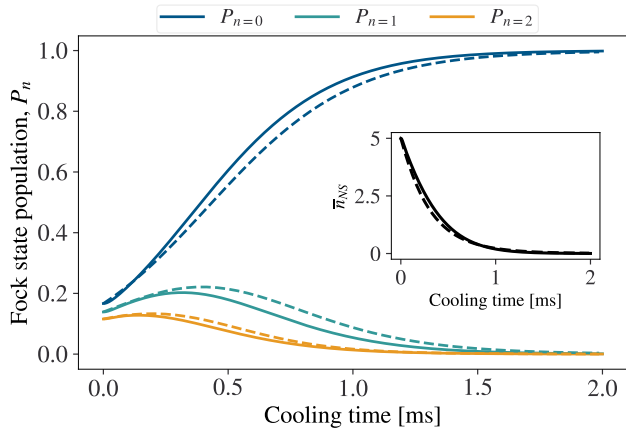 P_{n=0} P_{n=1} P_{n=2}
Fock state population, P_n
1.0
0.8
0.6
0.4
0.2
0.0
0.0 0.5 1.0 1.5 2.0
Cooling time [ms]
n̅_{NS}
5
2.5
0
0 1 2
Cooling time [ms]